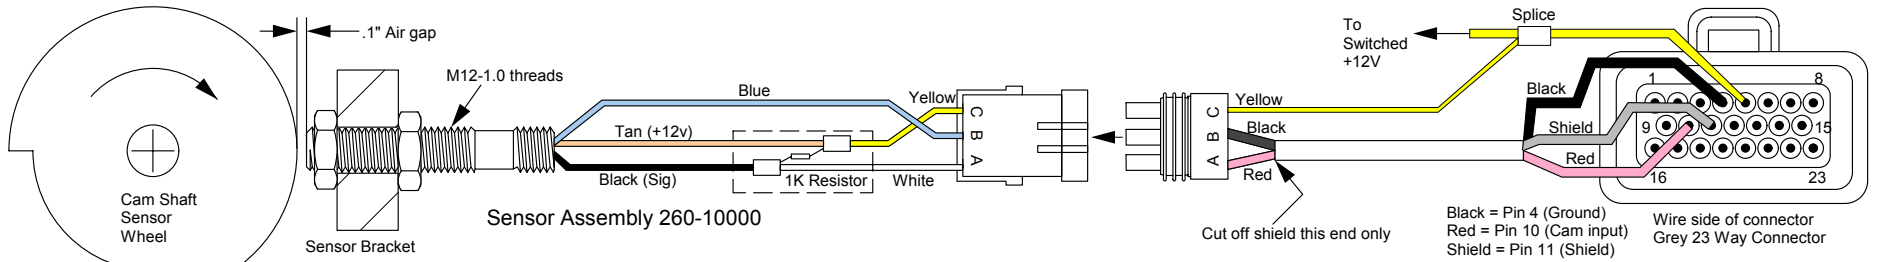 .1" Air gap
M12-1.0 threads
Cam Shaft
Sensor
Wheel
Sensor Bracket
Blue
Tan (+12v)
Black (Sig)
1K Resistor
Yellow
White
C
B
A
Sensor Assembly 260-10000
C
B
A
Yellow
Black
Red
Cut off shield this end only
To
Switched
+12V
Splice
Black
Shield
Red
1
8
9
15
16
23
Black = Pin 4 (Ground)
Red = Pin 10 (Cam input)
Shield = Pin 11 (Shield)
Wire side of connector
Grey 23 Way Connector